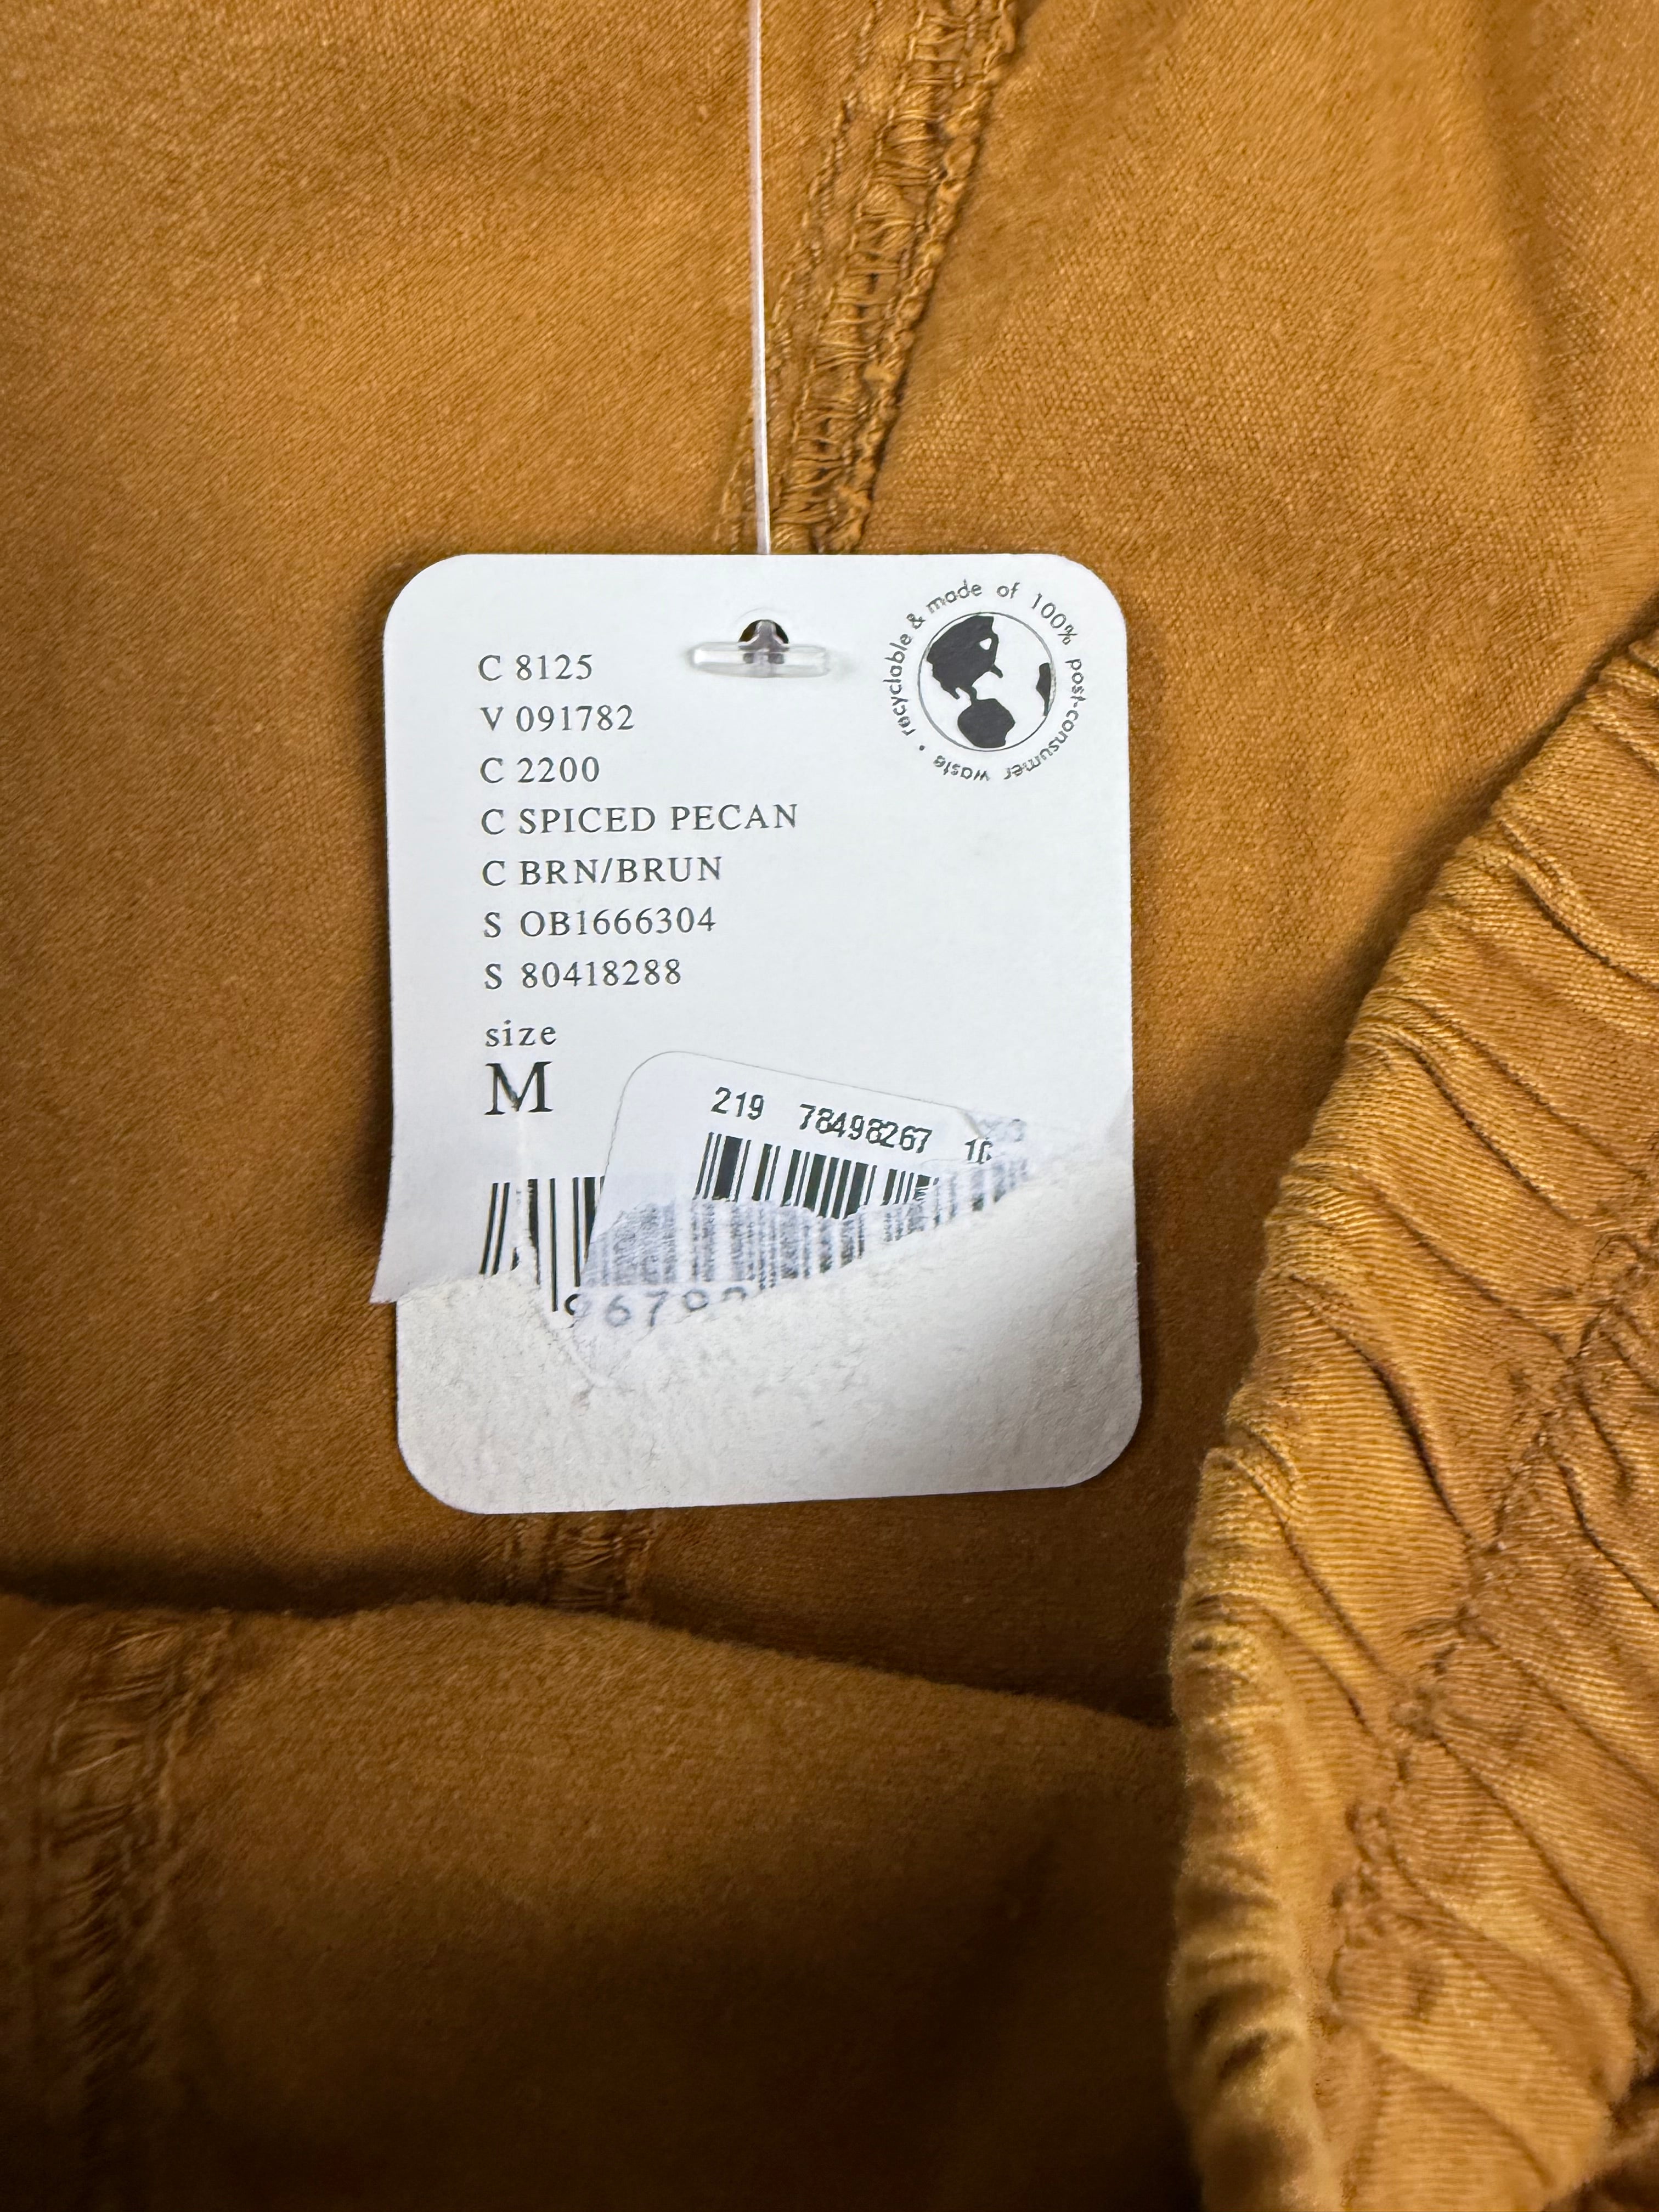 recyclable & made of 100% post-consumer waste •
C 8125
V 091782
C 2200
C SPICED PECAN
C BRN/BRUN
S OB1666304
S 80418288
size
M
219 78498267